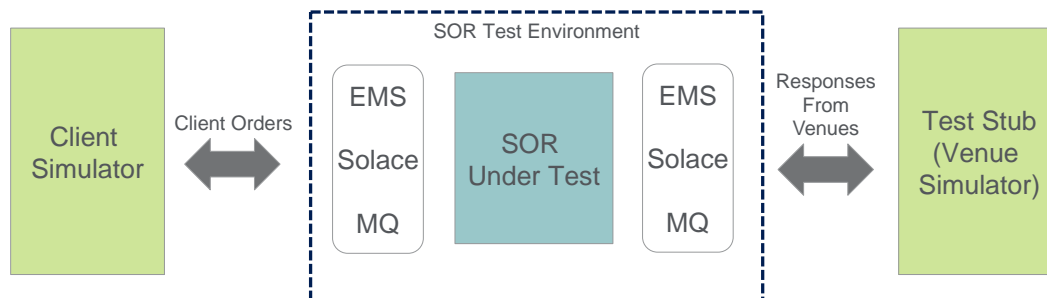 SOR Test Environment
Client
Simulator
Client Orders
EMS
Solace
MQ
SOR
Under Test
EMS
Solace
MQ
Responses
From
Venues
Test Stub
(Venue
Simulator)